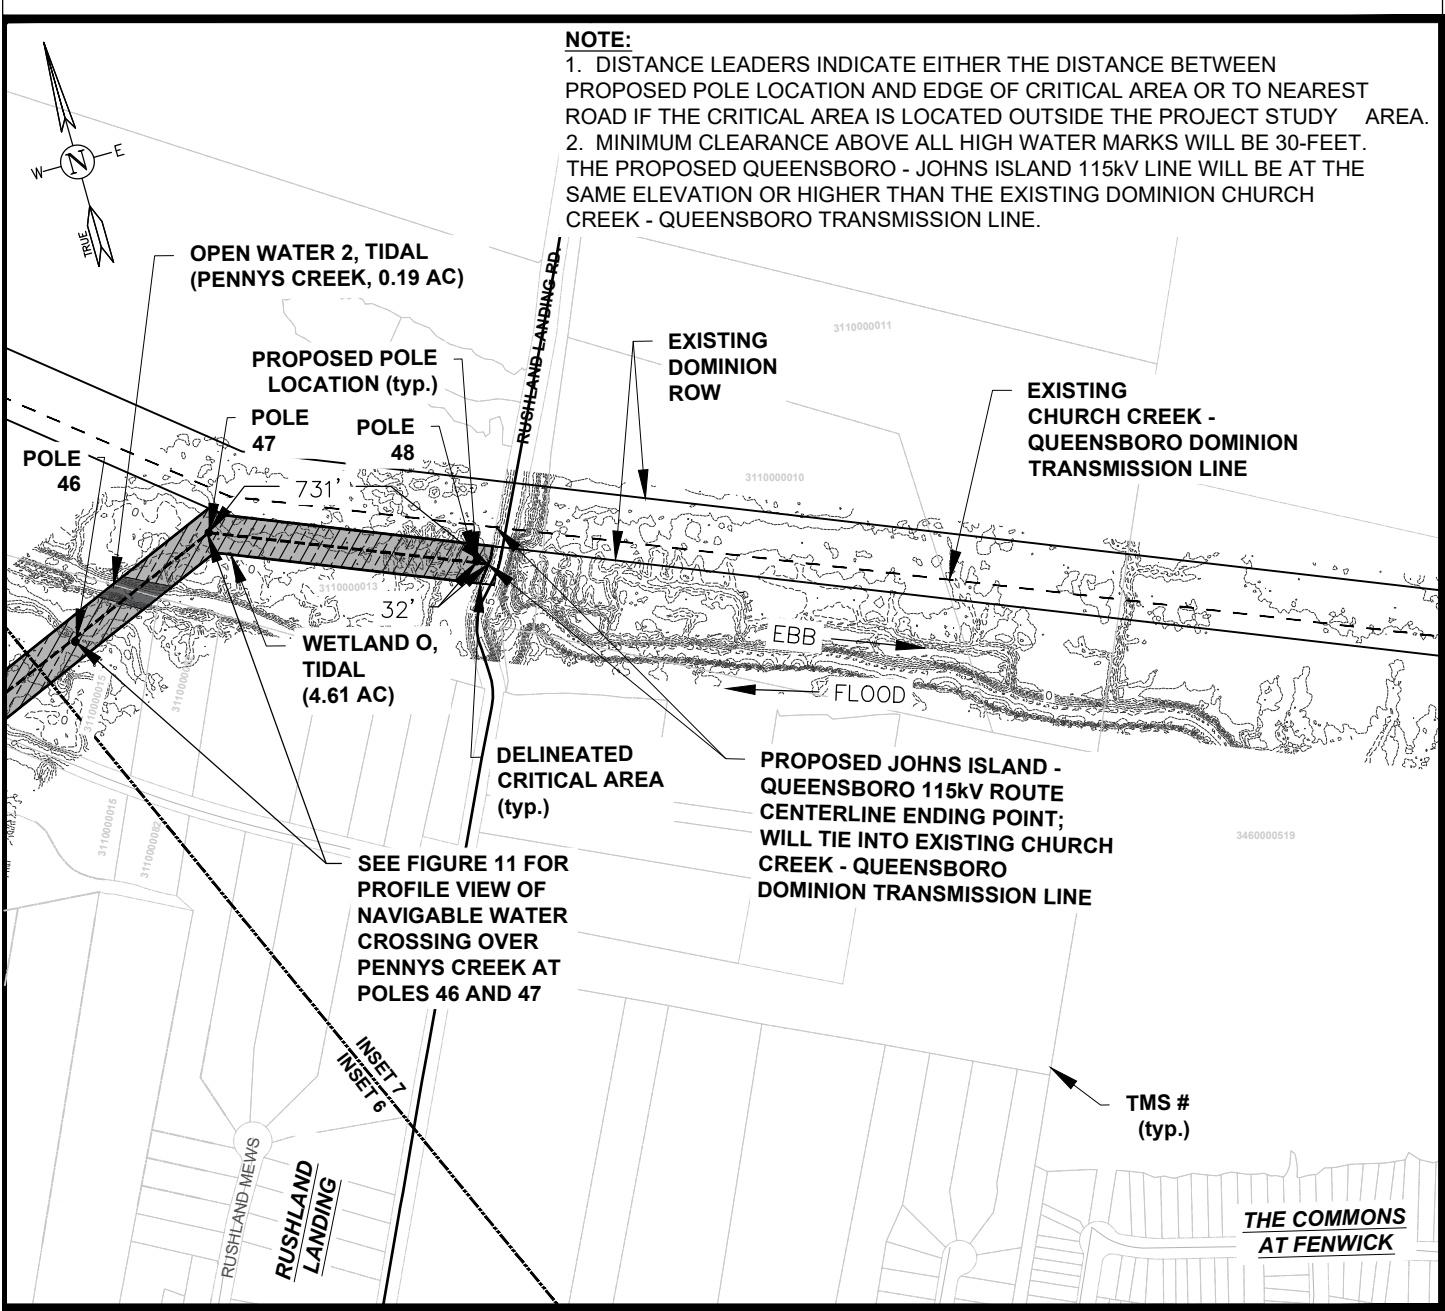 NOTE:
1. DISTANCE LEADERS INDICATE EITHER THE DISTANCE BETWEEN
PROPOSED POLE LOCATION AND EDGE OF CRITICAL AREA OR TO NEAREST
ROAD IF THE CRITICAL AREA IS LOCATED OUTSIDE THE PROJECT STUDY AREA.
2. MINIMUM CLEARANCE ABOVE ALL HIGH WATER MARKS WILL BE 30-FEET.
THE PROPOSED QUEENSBORO - JOHNS ISLAND 115kV LINE WILL BE AT THE
SAME ELEVATION OR HIGHER THAN THE EXISTING DOMINION CHURCH
CREEK - QUEENSBORO TRANSMISSION LINE.
W
N
E
TRUE
OPEN WATER 2, TIDAL
(PENNYS CREEK, 0.19 AC)
RUSHLAND LANDING RD.
PROPOSED POLE
LOCATION (typ.)
EXISTING
DOMINION
ROW
3110000011
EXISTING
CHURCH CREEK -
QUEENSBORO DOMINION
TRANSMISSION LINE
POLE
47
POLE
48
POLE
46
731'
3110000010
3110000013
32'
WETLAND O,
TIDAL
(4.61 AC)
EBB
FLOOD
3110000015
DELINEATED
CRITICAL AREA
(typ.)
PROPOSED JOHNS ISLAND -
QUEENSBORO 115kV ROUTE
CENTERLINE ENDING POINT;
WILL TIE INTO EXISTING CHURCH
CREEK - QUEENSBORO
DOMINION TRANSMISSION LINE
3110000015
3110000082
3460000519
SEE FIGURE 11 FOR
PROFILE VIEW OF
NAVIGABLE WATER
CROSSING OVER
PENNYS CREEK AT
POLES 46 AND 47
INSET 7
INSET 6
TMS #
(typ.)
RUSHLAND MEWS
RUSHLAND
LANDING
THE COMMONS
AT FENWICK